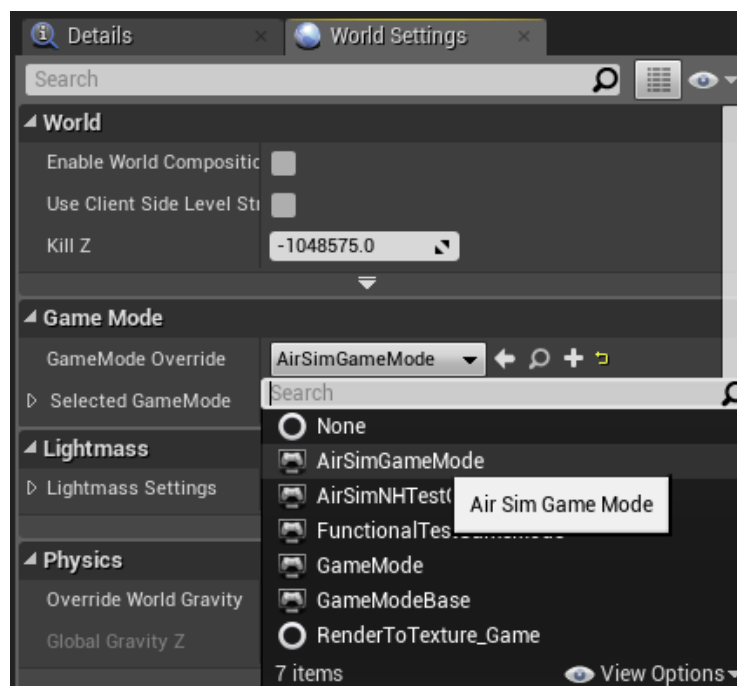 Details
World Settings
Search
World
Enable World Compositic
Use Client Side Level Str
Kill Z -1048575.0
Game Mode
GameMode Override AirSimGameMode
Selected GameMode Search
None
Lightmass AirSimGameMode
Lightmass Settings AirSimNHTest
Air Sim Game Mode
Physics
GameMode
Override World Gravity GameModeBase
Global Gravity Z RenderToTexture_Game
7 items View Options